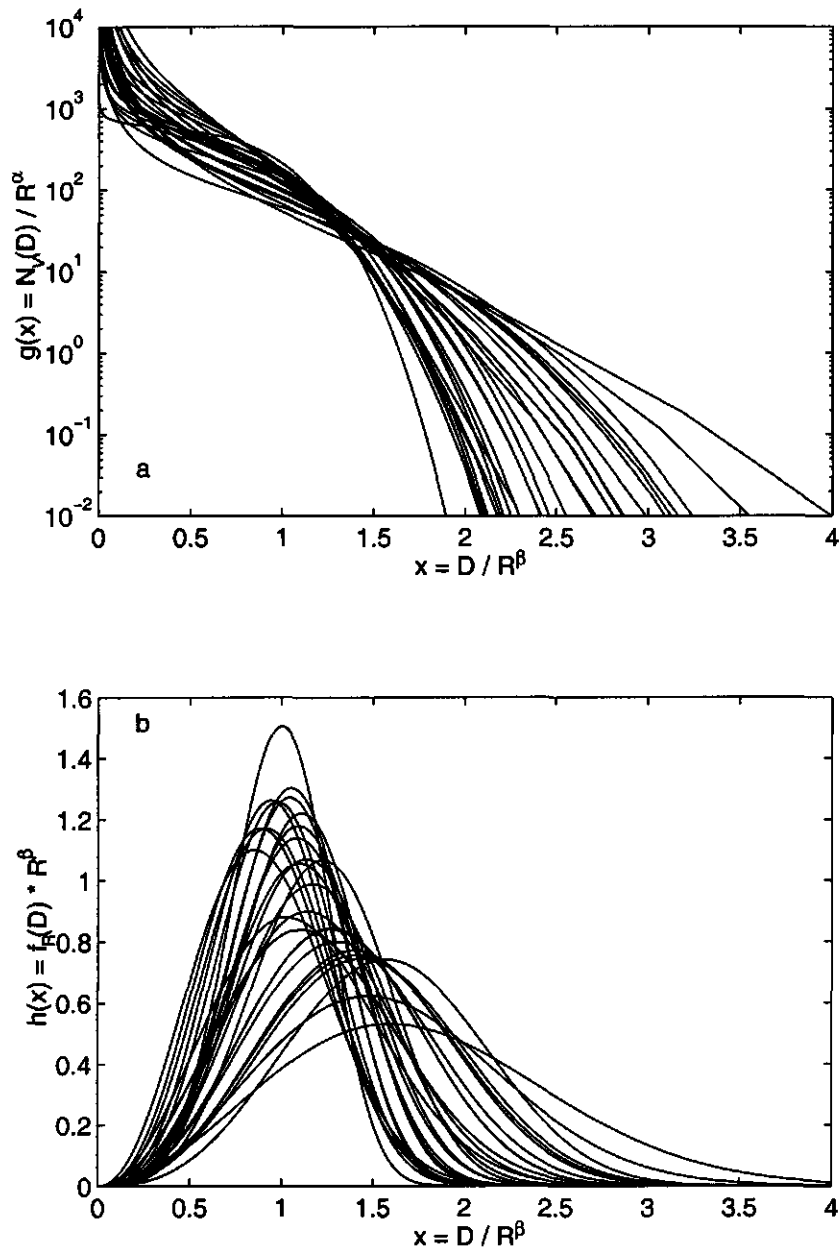 10^4
10^3
10^2
10^1
10^0
10^-1
10^-2
g(x) = N_V(D) / R^α
a
0 0.5 1 1.5 2 2.5 3 3.5 4
x = D / R^β
1.6
1.4
1.2
1
0.8
0.6
0.4
0.2
0
h(x) = f_R(D) * R^β
b
0 0.5 1 1.5 2 2.5 3 3.5 4
x = D / R^β